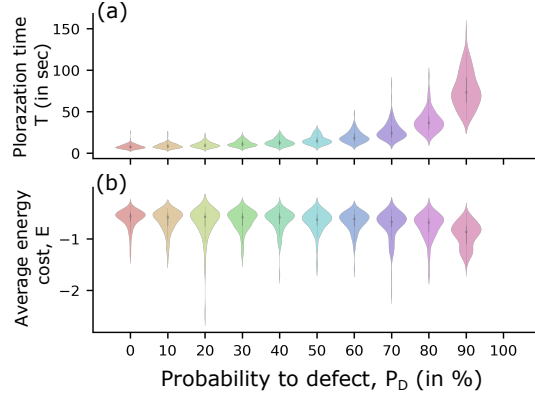 (a)
Plorazation time
T (in sec)
150
100
50
0
(b)
Average energy
cost, E
−1
−2
0 10 20 30 40 50 60 70 80 90 100
Probability to defect, P_D (in %)